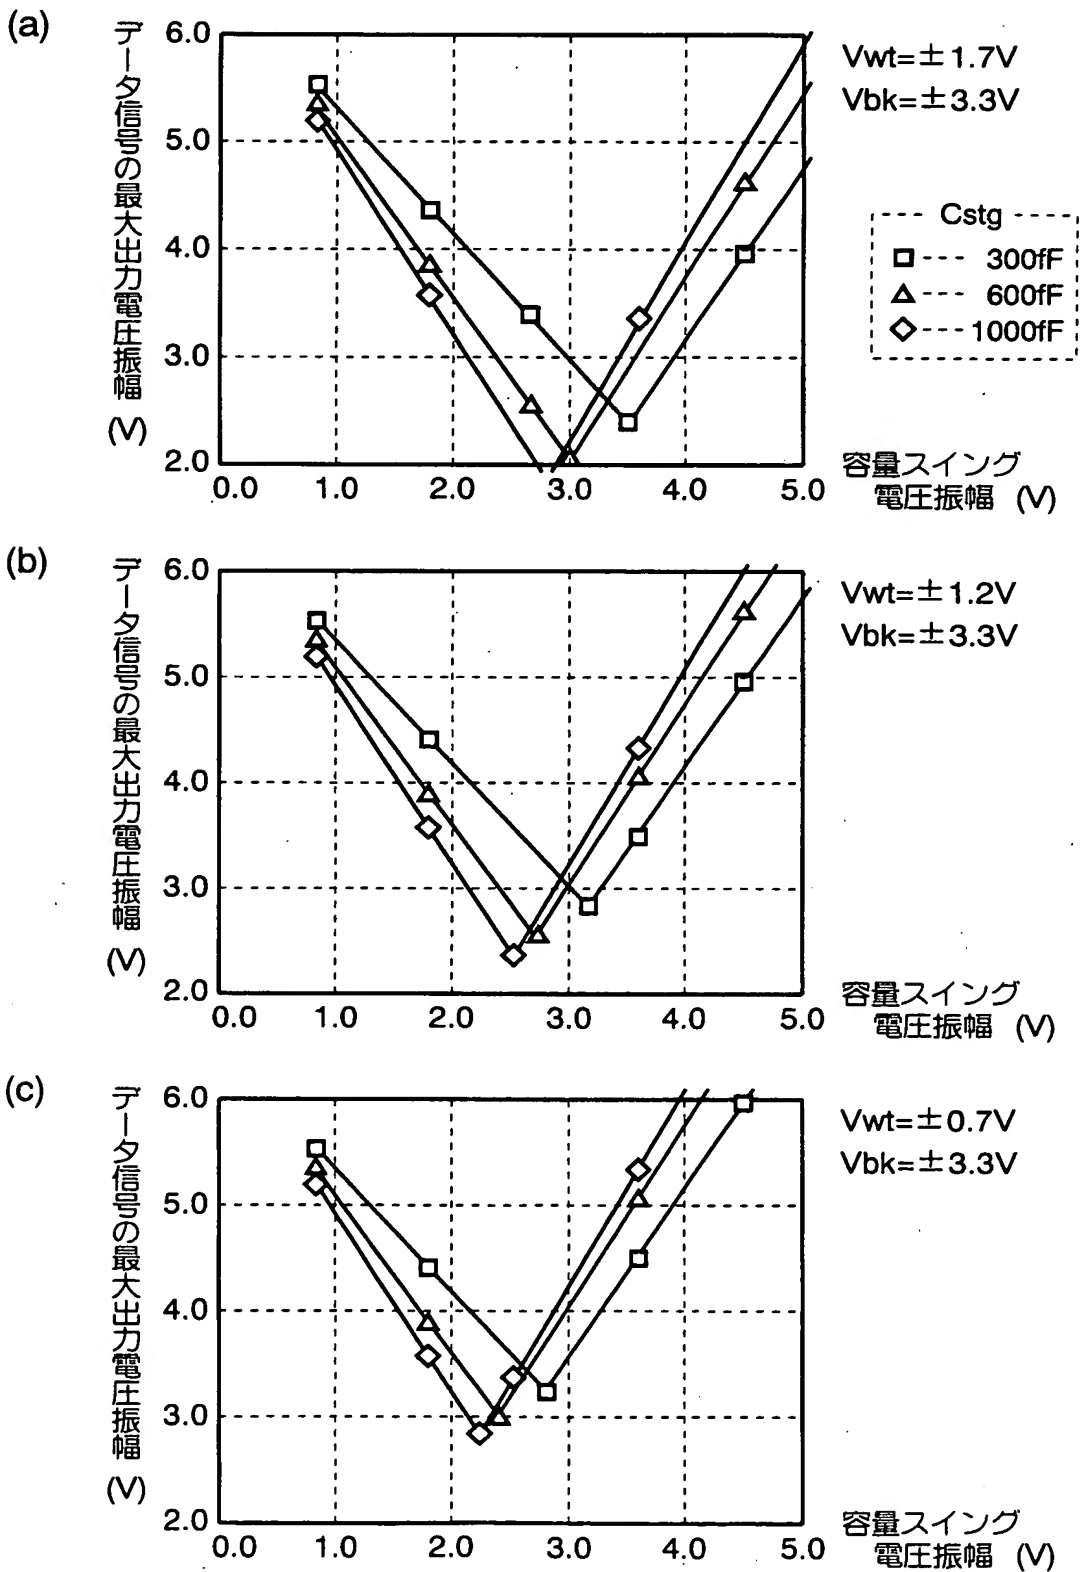 (a)
データ信号の最大出力電圧振幅
(V)
6.0
5.0
4.0
3.0
2.0
0.0 1.0 2.0 3.0 4.0 5.0
容量スイング
電圧振幅 (V)
Vwt=±1.7V
Vbk=±3.3V
Cstg
300fF
600fF
1000fF
(b)
データ信号の最大出力電圧振幅
(V)
6.0
5.0
4.0
3.0
2.0
0.0 1.0 2.0 3.0 4.0 5.0
容量スイング
電圧振幅 (V)
Vwt=±1.2V
Vbk=±3.3V
(c)
データ信号の最大出力電圧振幅
(V)
6.0
5.0
4.0
3.0
2.0
0.0 1.0 2.0 3.0 4.0 5.0
容量スイング
電圧振幅 (V)
Vwt=±0.7V
Vbk=±3.3V